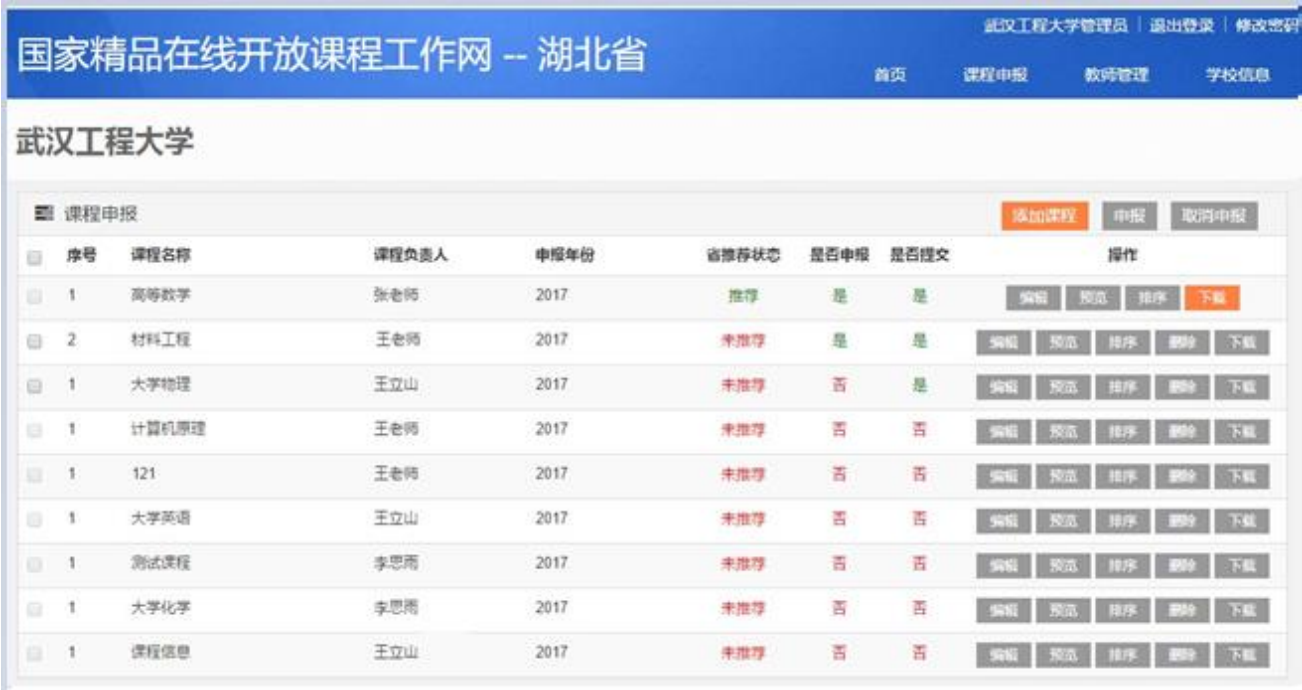 武汉工程大学管理员 | 退出登录 | 修改密码
国家精品在线开放课程工作网 -- 湖北省
首页 课程申报 教师管理 学校信息
武汉工程大学
课程申报 添加课程 申报 取消申报
序号 课程名称 课程负责人 申报年份 省推荐状态 是否申报 是否提交 操作
1 高等数学 张老师 2017 推荐 是 是 编辑 预览 排序 下载
2 材料工程 王老师 2017 未推荐 是 是 编辑 预览 排序 删除 下载
1 大学物理 王立山 2017 未推荐 否 是 编辑 预览 排序 删除 下载
1 计算机原理 王老师 2017 未推荐 否 否 编辑 预览 排序 删除 下载
1 121 王老师 2017 未推荐 否 否 编辑 预览 排序 删除 下载
1 大学英语 王立山 2017 未推荐 否 否 编辑 预览 排序 删除 下载
1 测试课程 李思雨 2017 未推荐 否 否 编辑 预览 排序 删除 下载
1 大学化学 李思雨 2017 未推荐 否 否 编辑 预览 排序 删除 下载
1 课程信息 王立山 2017 未推荐 否 否 编辑 预览 排序 删除 下载